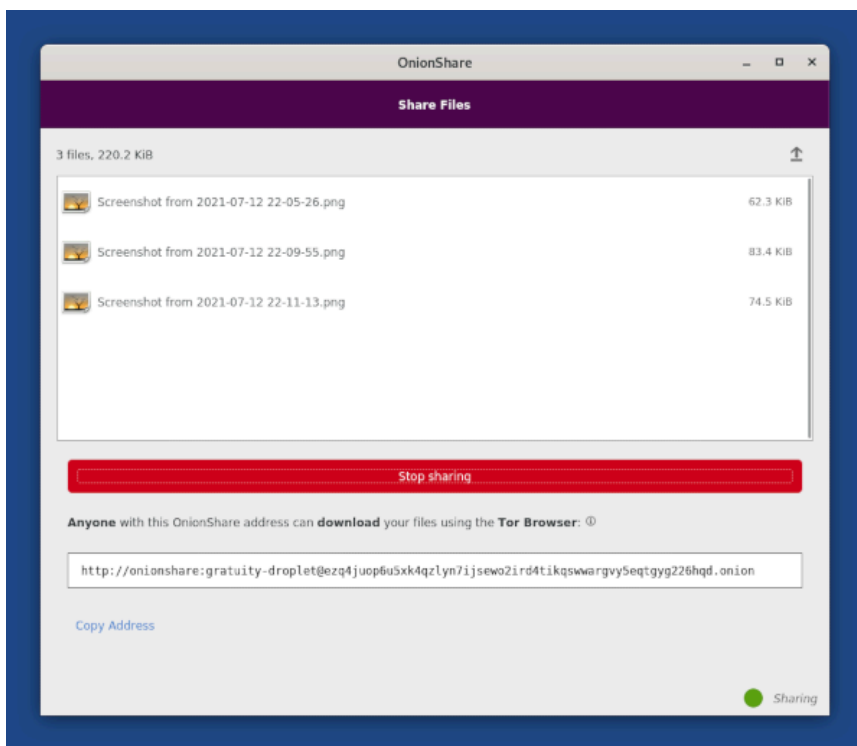 OnionShare
Share Files
3 files, 220.2 KiB
Screenshot from 2021-07-12 22-05-26.png 62.3 KiB
Screenshot from 2021-07-12 22-09-55.png 83.4 KiB
Screenshot from 2021-07-12 22-11-13.png 74.5 KiB
Stop sharing
Anyone with this OnionShare address can download your files using the Tor Browser:
http://onionshare:gratuity-droplet@ezq4juop6u5xk4qzlyn7ijsewo2ird4tikqswwargvy5eqtgyg226hqd.onion
Copy Address
Sharing